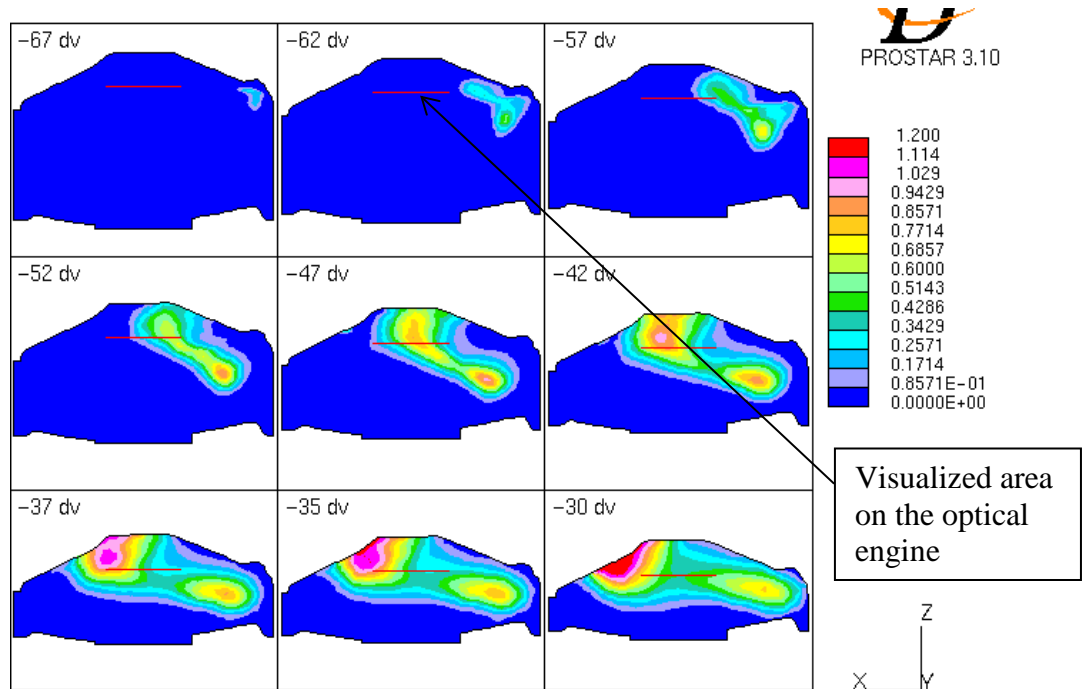 -67 dv
-62 dv
-57 dv
PROSTAR 3.10
1.200
1.114
1.029
0.9429
0.8571
0.7714
0.6857
0.6000
0.5143
0.4286
0.3429
0.2571
0.1714
0.8571E-01
0.0000E+00
-52 dv
-47 dv
-42 dv
Visualized area
on the optical
engine
-37 dv
-35 dv
-30 dv
Z
X
Y